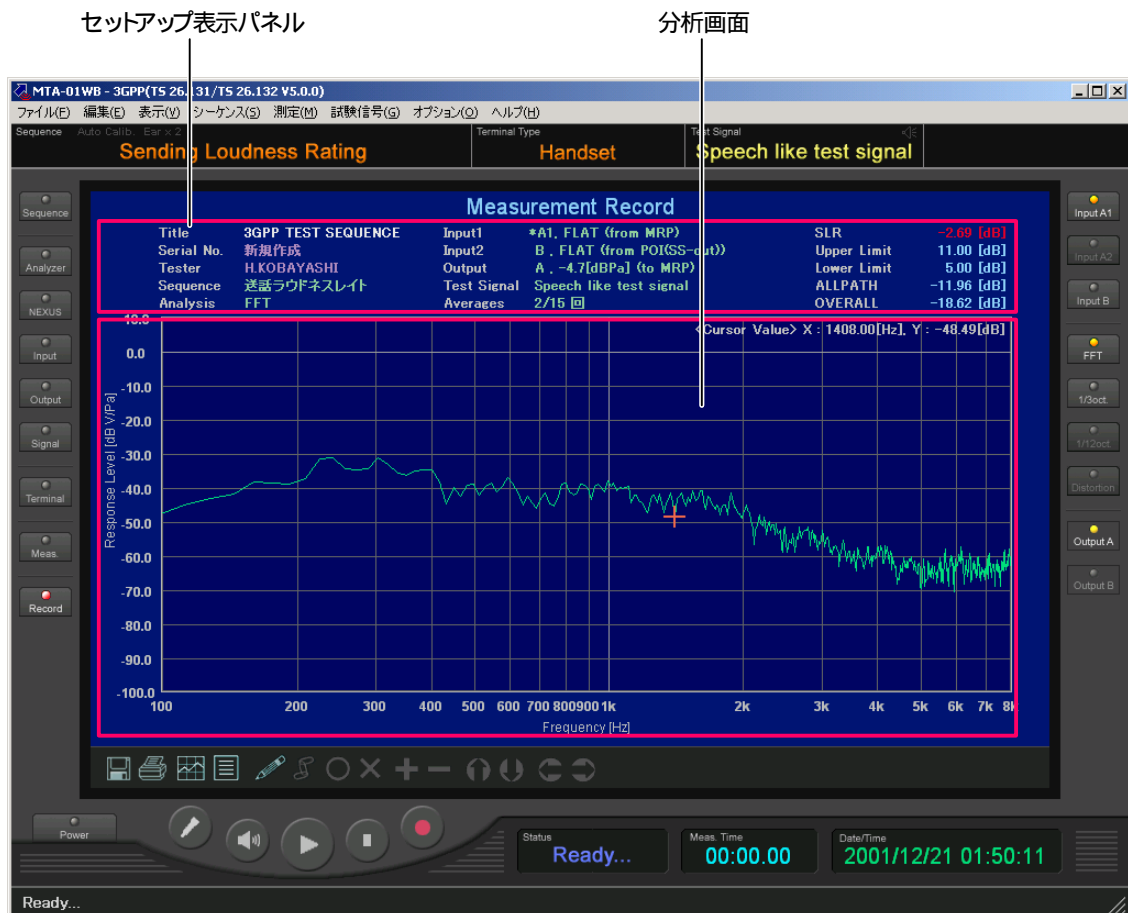 セットアップ表示パネル
分析画面
MTA-01WB - 3GPP(TS 26.131/TS 26.132 V5.0.0)
ファイル(F) 編集(E) 表示(V) シーケンス(S) 測定(M) 試験信号(G) オプション(O) ヘルプ(H)
Sequence Auto Calib. Ear x 2
Sending Loudness Rating
Terminal Type
Handset
Test Signal
Speech like test signal
Measurement Record
Title 3GPP TEST SEQUENCE Input1 *A1, FLAT (from MRP) SLR -2.69 [dB]
Serial No. 新規作成 Input2 B , FLAT (from POI(SS-out)) Upper Limit 11.00 [dB]
Tester H.KOBAYASHI Output A , -4.7[dBPa] (to MRP) Lower Limit 5.00 [dB]
Sequence 送話ラウドネスレイト Test Signal Speech like test signal ALLPATH -11.96 [dB]
Analysis FFT Averages 2/15 回 OVERALL -18.62 [dB]
<Cursor Value> X : 1408.00[Hz], Y : -48.49[dB]
Response Level [dB V/Pa]
10.0
0.0
-10.0
-20.0
-30.0
-40.0
-50.0
-60.0
-70.0
-80.0
-90.0
-100.0
100 200 300 400 500 600 700 800 900 1k 2k 3k 4k 5k 6k 7k 8k
Frequency [Hz]
Sequence
Analyzer
NEXUS
Input
Output
Signal
Terminal
Meas.
Record
Input A1
Input A2
Input B
FFT
1/3oct.
1/12oct.
Distortion
Output A
Output B
Power
Status
Ready...
Meas. Time
00:00.00
Date/Time
2001/12/21 01:50:11
Ready...